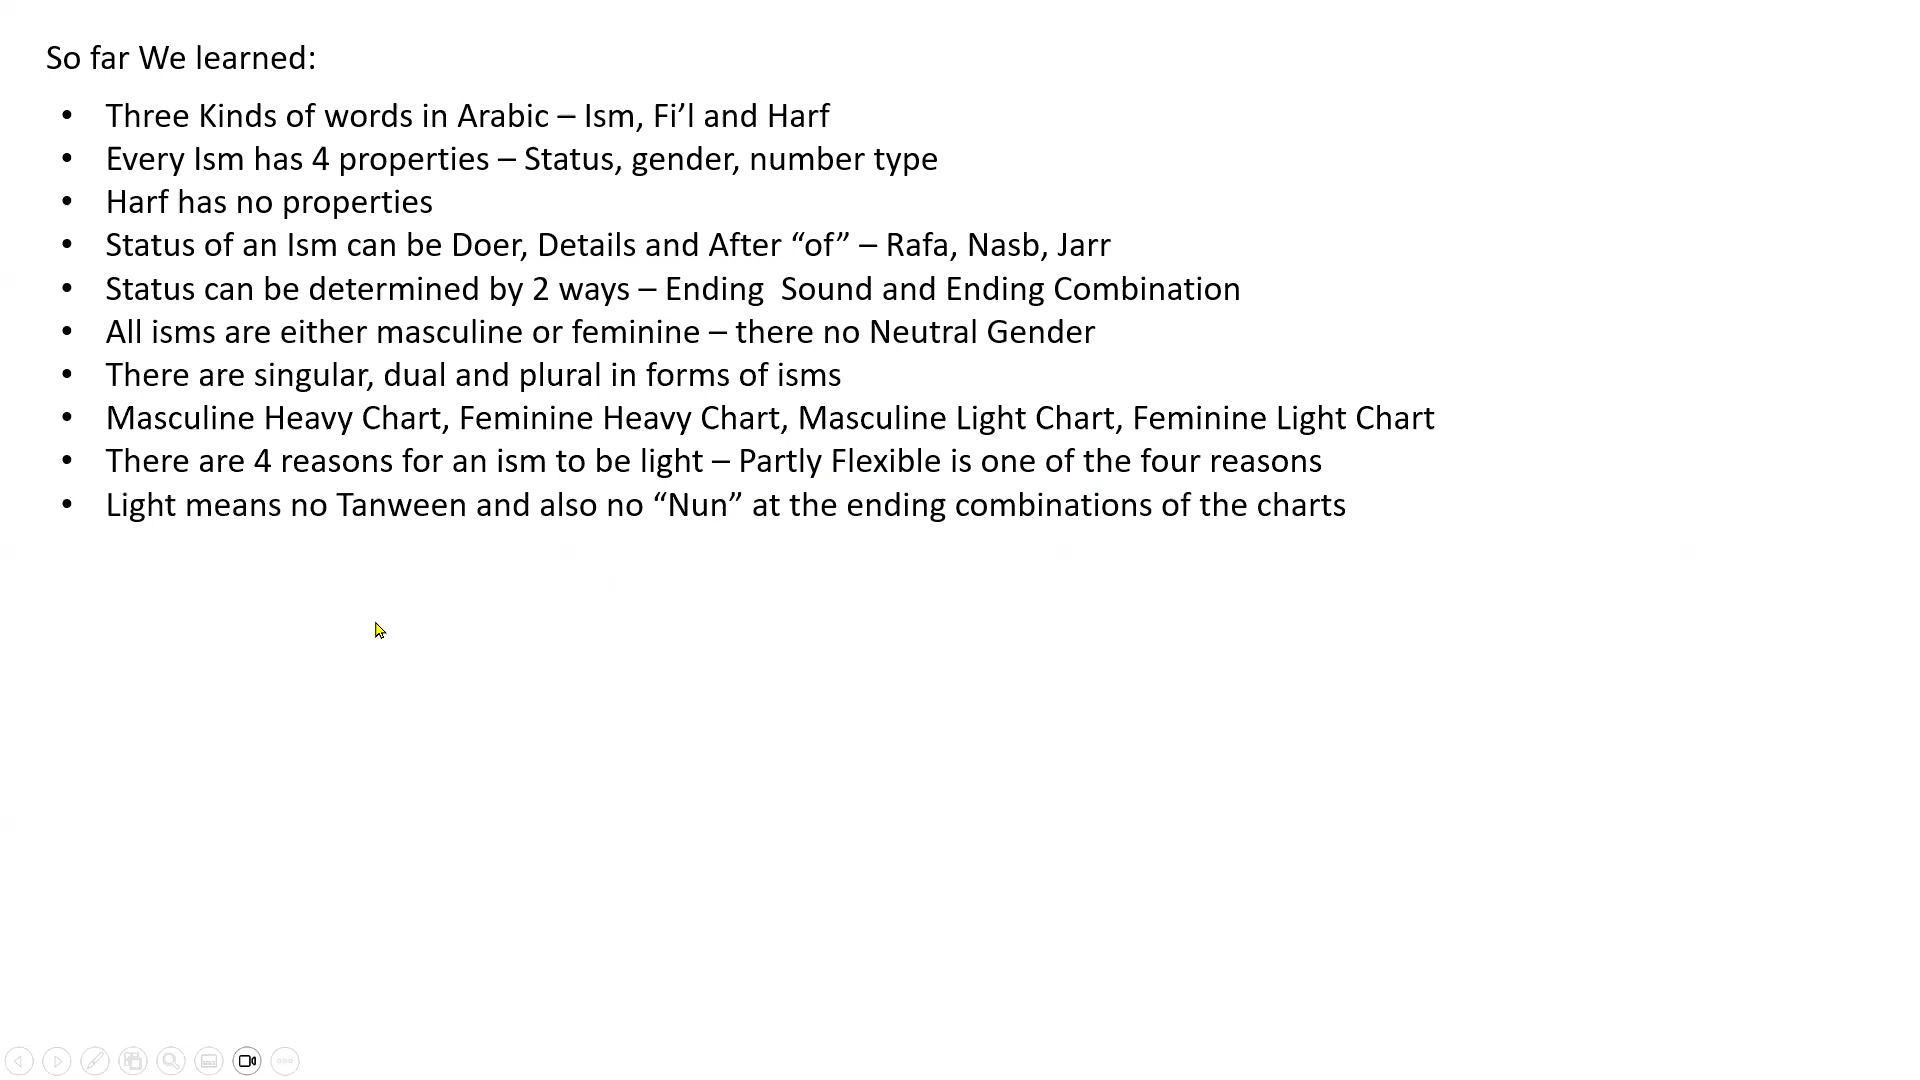 So far We learned:
• Three Kinds of words in Arabic – Ism, Fi’l and Harf
• Every Ism has 4 properties – Status, gender, number type
• Harf has no properties
• Status of an Ism can be Doer, Details and After “of” – Rafa, Nasb, Jarr
• Status can be determined by 2 ways – Ending  Sound and Ending Combination
• All isms are either masculine or feminine – there no Neutral Gender
• There are singular, dual and plural in forms of isms
• Masculine Heavy Chart, Feminine Heavy Chart, Masculine Light Chart, Feminine Light Chart
• There are 4 reasons for an ism to be light – Partly Flexible is one of the four reasons
• Light means no Tanween and also no “Nun” at the ending combinations of the charts